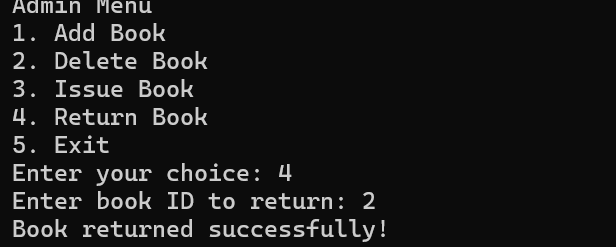 Admin Menu
1. Add Book
2. Delete Book
3. Issue Book
4. Return Book
5. Exit
Enter your choice: 4
Enter book ID to return: 2
Book returned successfully!